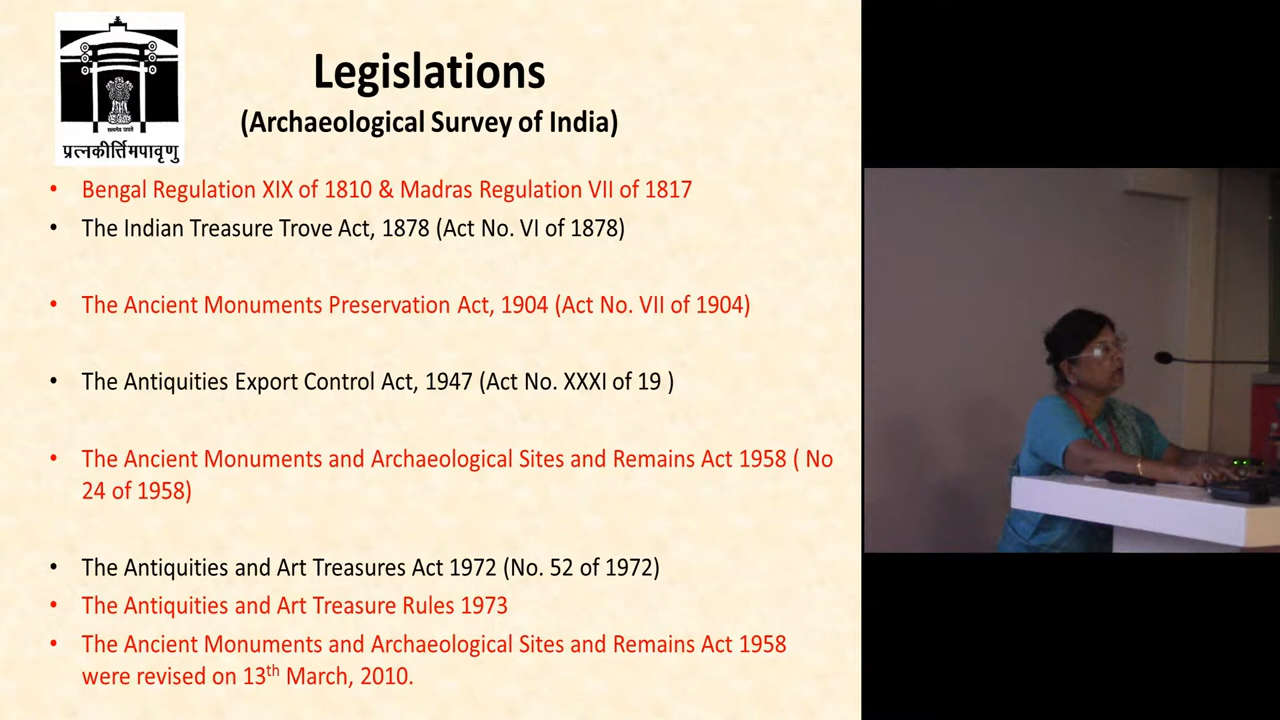 Legislations
(Archaeological Survey of India)
सत्यमेव जयते
प्रत्नकीर्त्तिमपावृणु
• Bengal Regulation XIX of 1810 & Madras Regulation VII of 1817
• The Indian Treasure Trove Act, 1878 (Act No. VI of 1878)
• The Ancient Monuments Preservation Act, 1904 (Act No. VII of 1904)
• The Antiquities Export Control Act, 1947 (Act No. XXXI of 19 )
• The Ancient Monuments and Archaeological Sites and Remains Act 1958 ( No
24 of 1958)
• The Antiquities and Art Treasures Act 1972 (No. 52 of 1972)
• The Antiquities and Art Treasure Rules 1973
• The Ancient Monuments and Archaeological Sites and Remains Act 1958
were revised on 13th March, 2010.